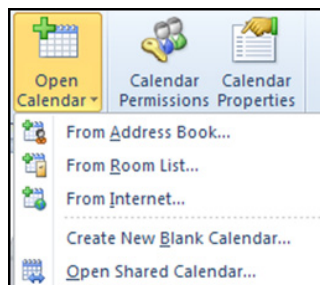 Open Calendar
Calendar Permissions
Calendar Properties
From Address Book...
From Room List...
From Internet...
Create New Blank Calendar...
Open Shared Calendar...